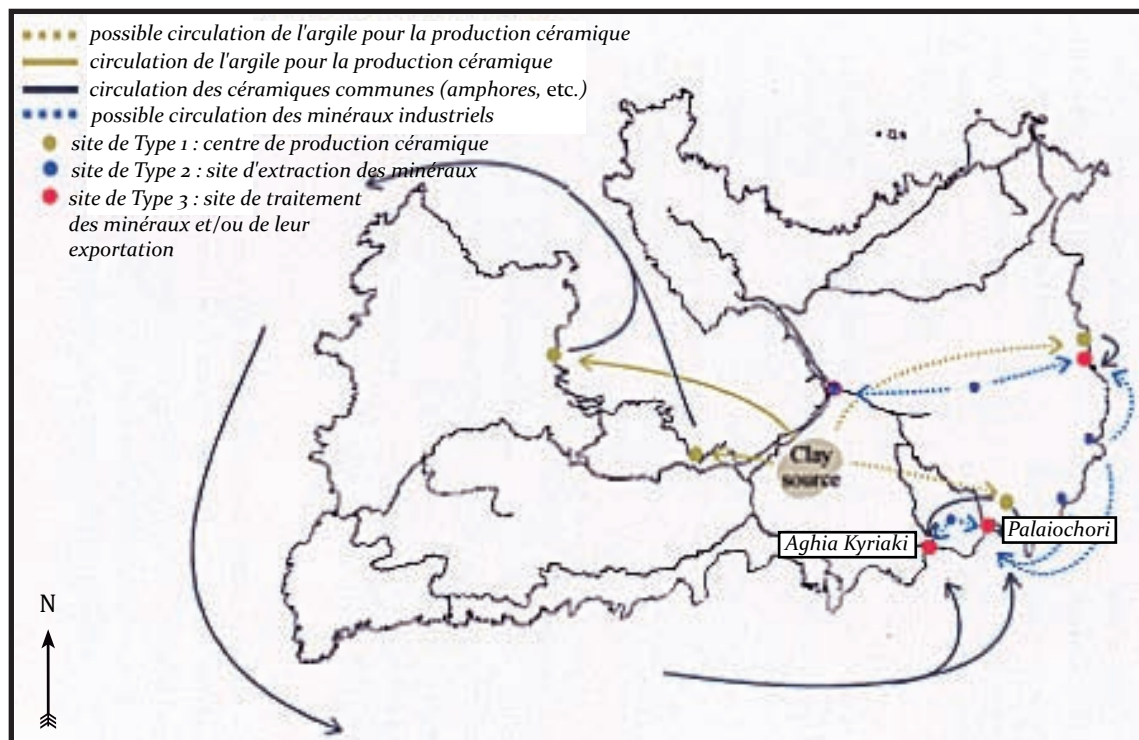 possible circulation de l'argile pour la production céramique
circulation de l'argile pour la production céramique
circulation des céramiques communes (amphores, etc.)
possible circulation des minéraux industriels
site de Type 1 : centre de production céramique
site de Type 2 : site d'extraction des minéraux
site de Type 3 : site de traitement
des minéraux et/ou de leur
exportation
Clay
source
Palaiochori
Aghia Kyriaki
N